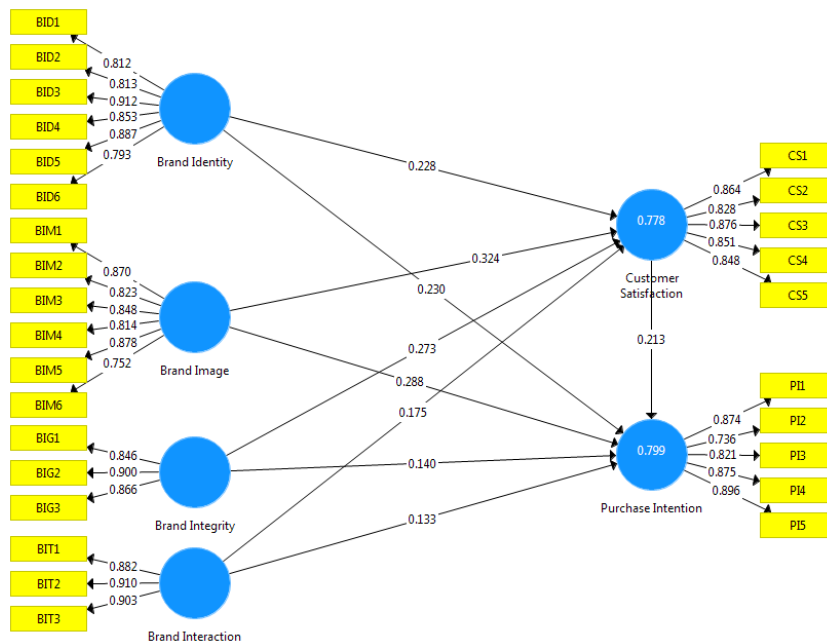 BID1
BID2
BID3
BID4
BID5
BID6
0.812
0.813
0.912
0.853
0.887
0.793
Brand Identity
BIM1
BIM2
BIM3
BIM4
BIM5
BIM6
0.870
0.823
0.848
0.814
0.878
0.752
Brand Image
BIG1
BIG2
BIG3
0.846
0.900
0.866
Brand Integrity
BIT1
BIT2
BIT3
0.882
0.910
0.903
Brand Interaction
0.228
0.324
0.230
0.273
0.288
0.175
0.140
0.133
0.778
Customer
Satisfaction
0.213
0.799
Purchase Intention
0.864
0.828
0.876
0.851
0.848
CS1
CS2
CS3
CS4
CS5
0.874
0.736
0.821
0.875
0.896
PI1
PI2
PI3
PI4
PI5